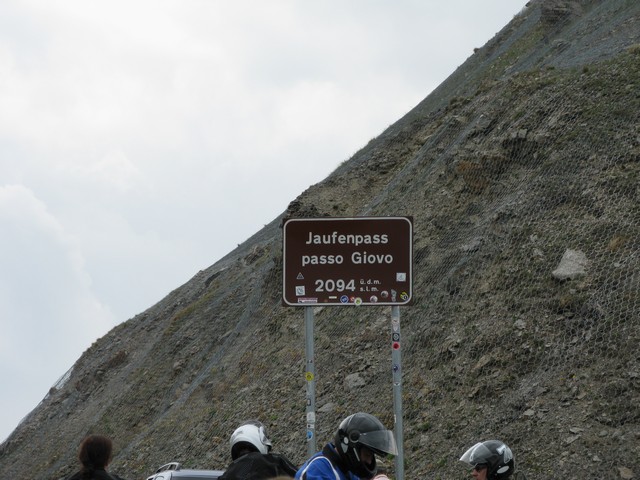 Jaufenpass
passo Giovo
2094 ü.d.m.
s.l.m.